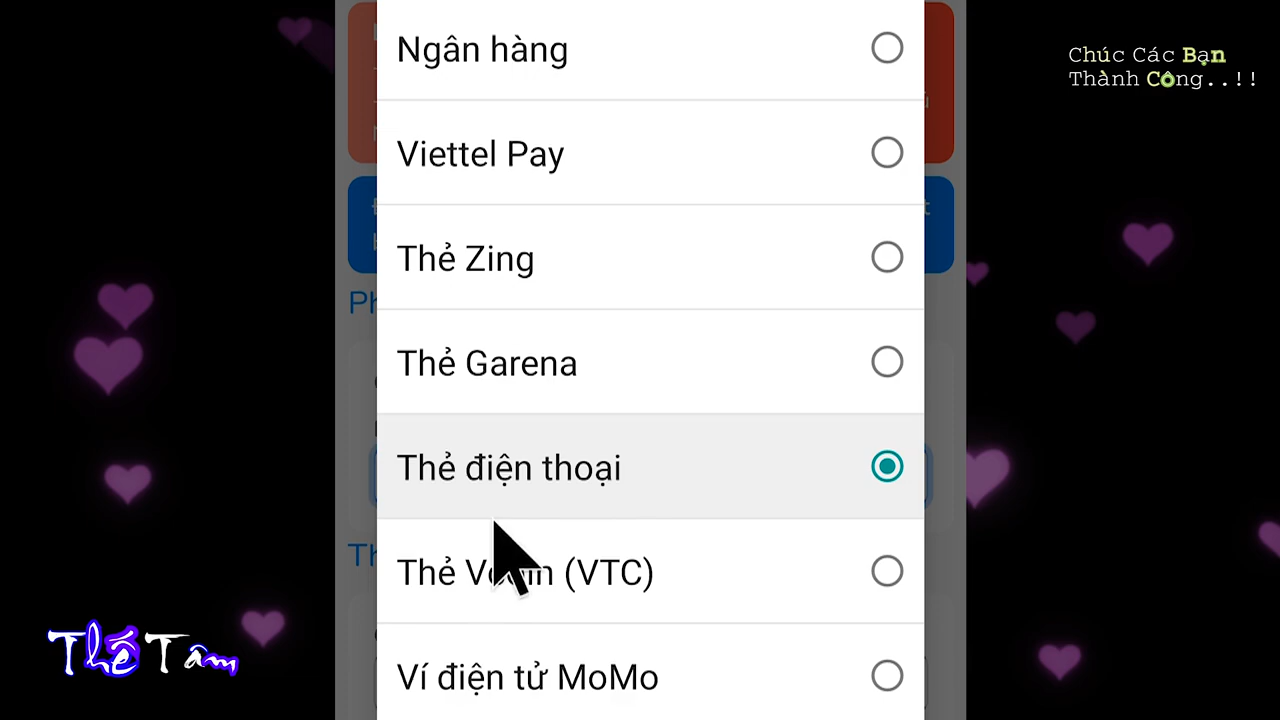 Ngân hàng
Chúc Các Bạn
Thành Công..!!
Viettel Pay
Thẻ Zing
Thẻ Garena
Thẻ điện thoại
Thẻ (VTC)
Ví điện tử MoMo
Thế Tâm